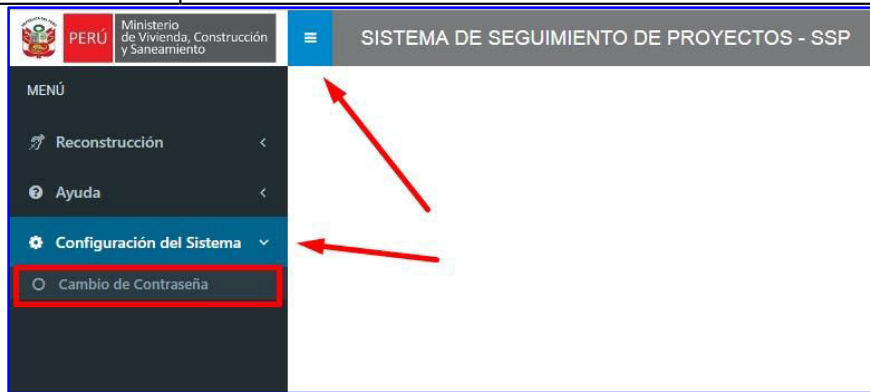 PERÚ
Ministerio
de Vivienda, Construcción
y Saneamiento
SISTEMA DE SEGUIMIENTO DE PROYECTOS - SSP
MENÚ
Reconstrucción
Ayuda
Configuración del Sistema
Cambio de Contraseña